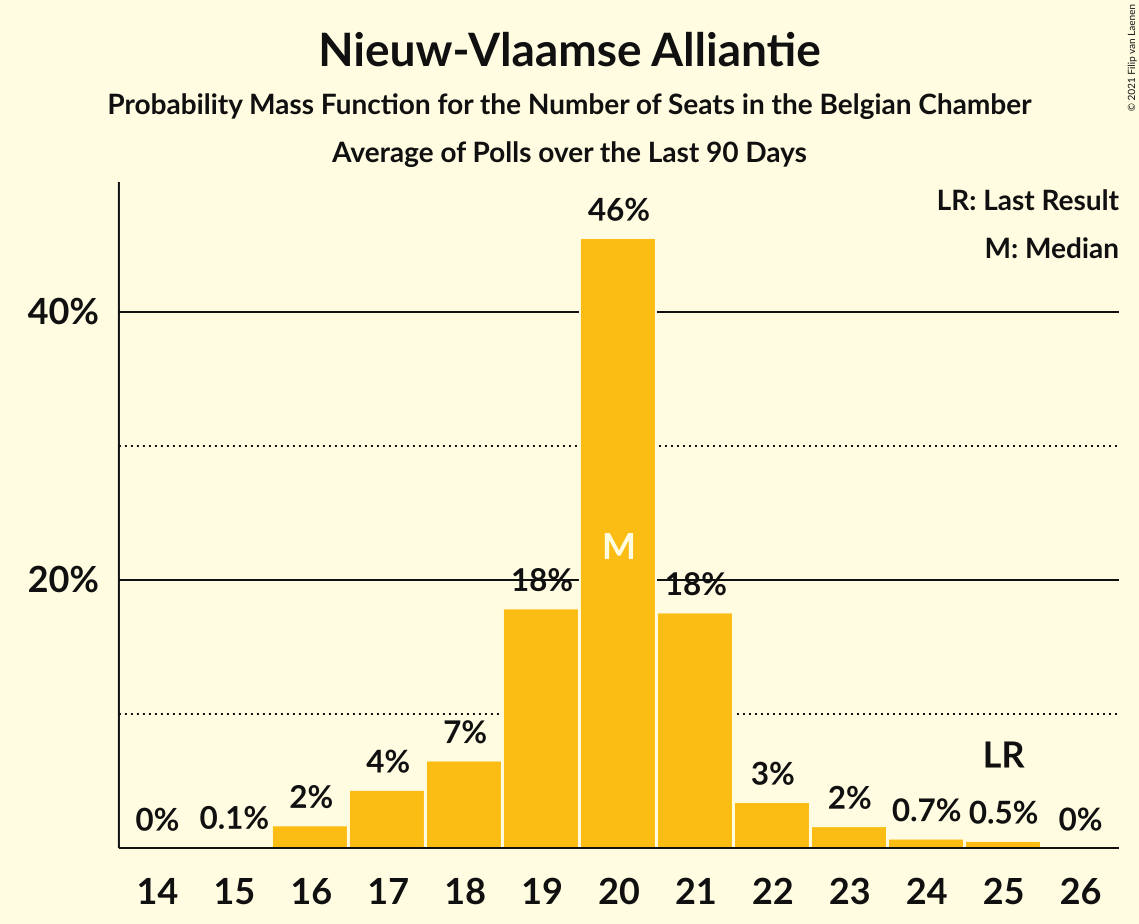 Nieuw-Vlaamse Alliantie
Probability Mass Function for the Number of Seats in the Belgian Chamber
Average of Polls over the Last 90 Days
© 2021 Filip van Laenen
LR: Last Result
M: Median
46%
40%
M
20%
18%
18%
7%
4%
2%
0.1%
0%
3%
2%
0.7%
0.5%
0%
LR
14 15 16 17 18 19 20 21 22 23 24 25 26